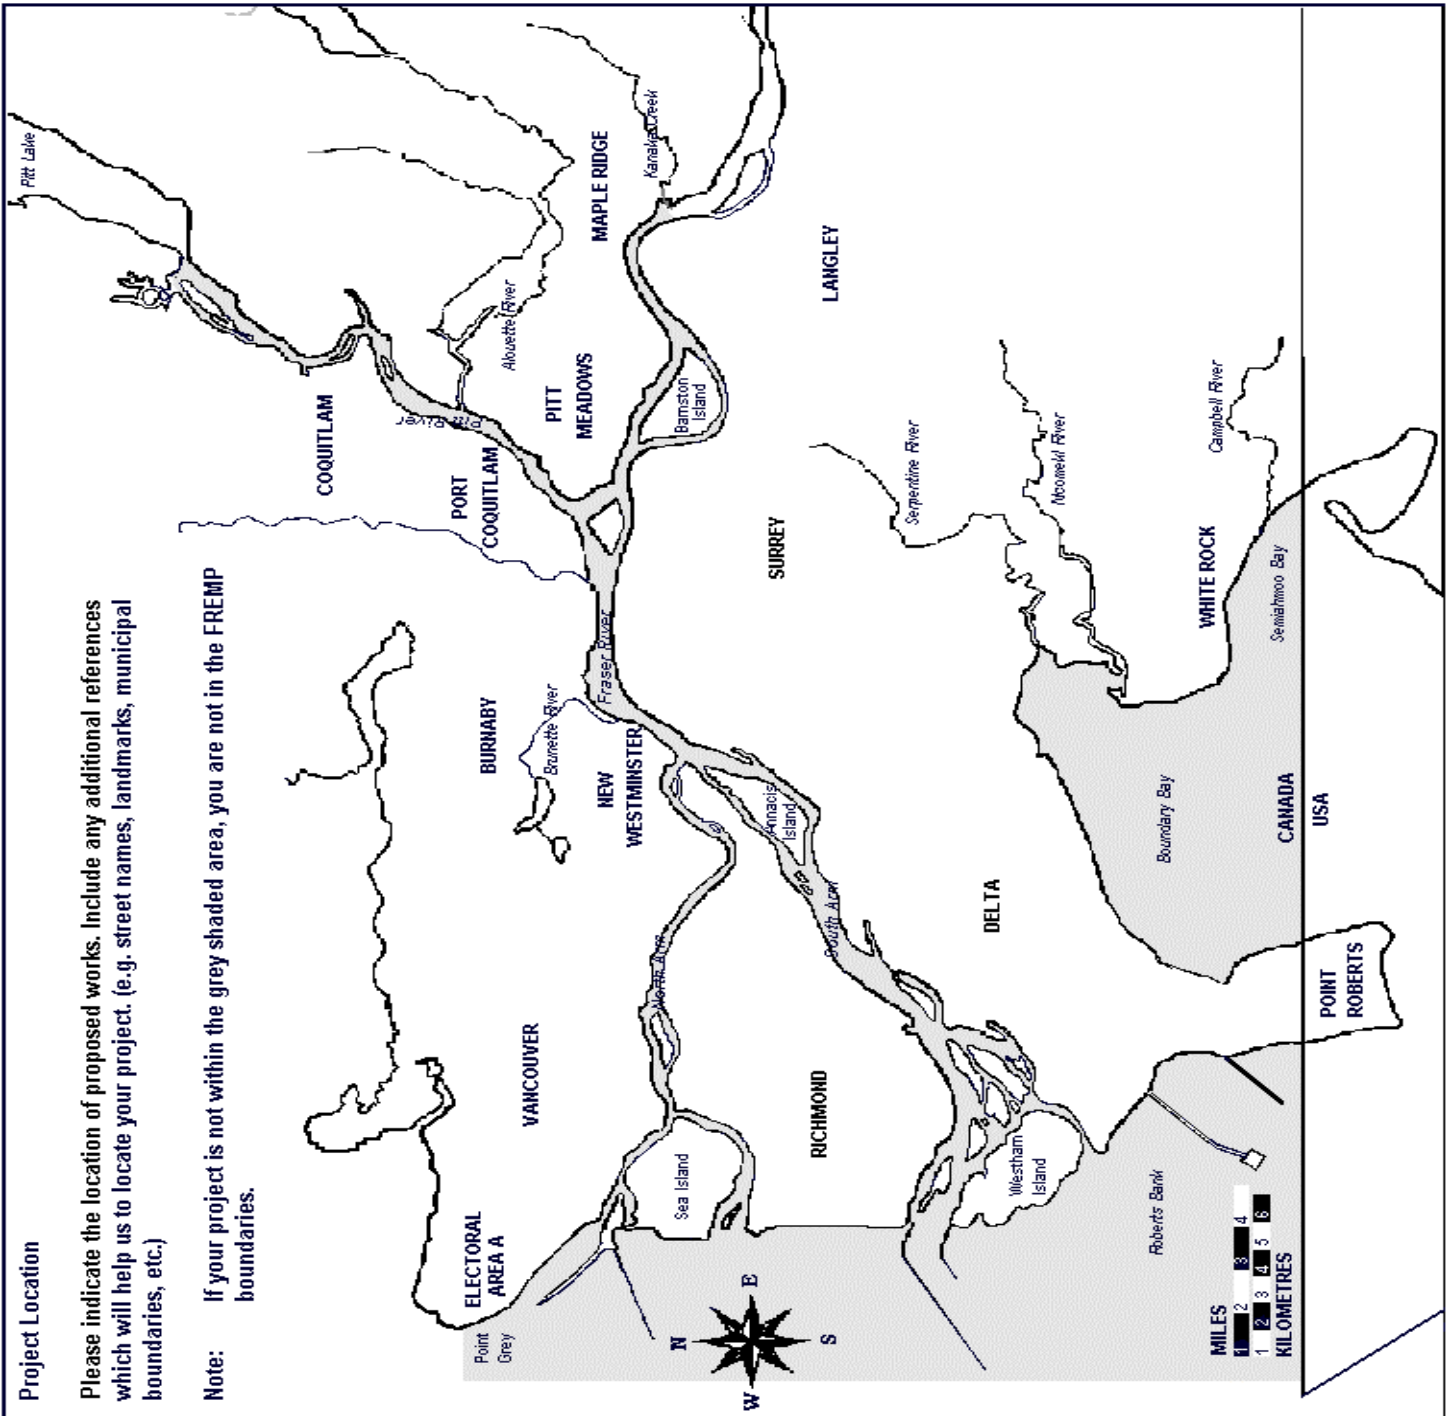 Project Location
Please indicate the location of proposed works. Include any additional references
which will help us to locate your project. (e.g. street names, landmarks, municipal
boundaries, etc.)
Note: If your project is not within the grey shaded area, you are not in the FREMP
boundaries.
Pitt Lake
COQUITLAM
Pitt River
PORT
COQUITLAM
Alouette River
PITT
MEADOWS
MAPLE RIDGE
Kanaka Creek
BURNABY
Brunette River
Fraser River
NEW
WESTMINSTER
Barnston
Island
LANGLEY
VANCOUVER
North Arm
Annacis
Island
SURREY
ELECTORAL
AREA A
Point
Grey
Sea Island
RICHMOND
South Arm
Serpentine River
Nicomekl River
Campbell River
DELTA
Westham
Island
WHITE ROCK
Boundary Bay
Semiahmoo Bay
Roberts Bank
CANADA
USA
POINT
ROBERTS
N
W
E
S
MILES
1 2 3 4
1 2 3 4 5 6
KILOMETRES